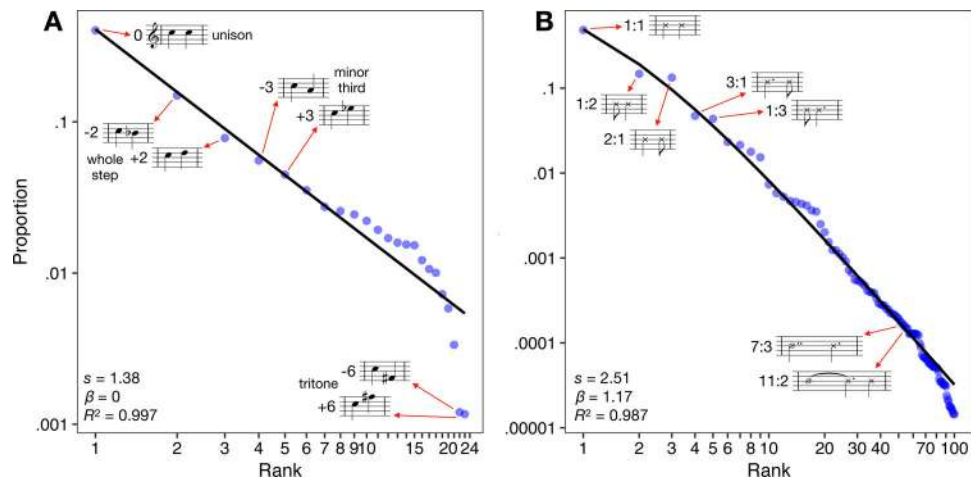 A
0
unison
-3
minor
third
+3
-2
+2
whole
step
.1
.01
.001
Proportion
-6
tritone
+6
s = 1.38
β = 0
R² = 0.997
1 2 3 4 5 6 7 8 910 15 20 24
Rank
B
1:1
3:1
1:2
1:3
2:1
.1
.01
.001
.0001
.00001
7:3
11:2
s = 2.51
β = 1.17
R² = 0.987
1 2 3 4 5 6 8 10 20 30 40 70 100
Rank